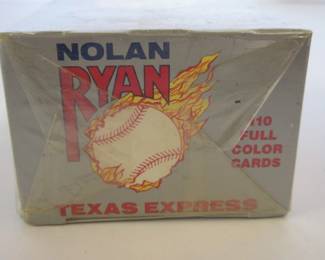 NOLAN
RYAN
110
FULL
COLOR
CARDS
TEXAS EXPRESS